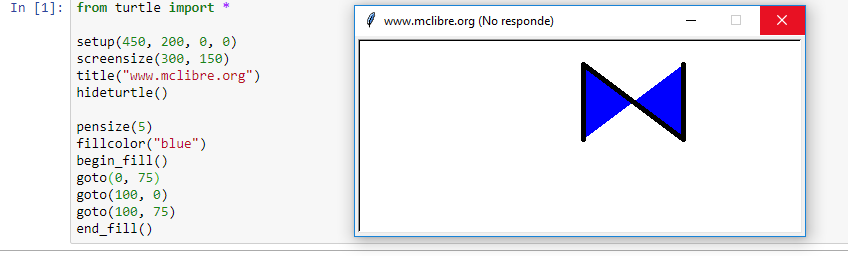 In [1]:
from turtle import *
setup(450, 200, 0, 0)
screensize(300, 150)
title("www.mclibre.org")
hideturtle()
pensize(5)
fillcolor("blue")
begin_fill()
goto(0, 75)
goto(100, 0)
goto(100, 75)
end_fill()
www.mclibre.org (No responde)